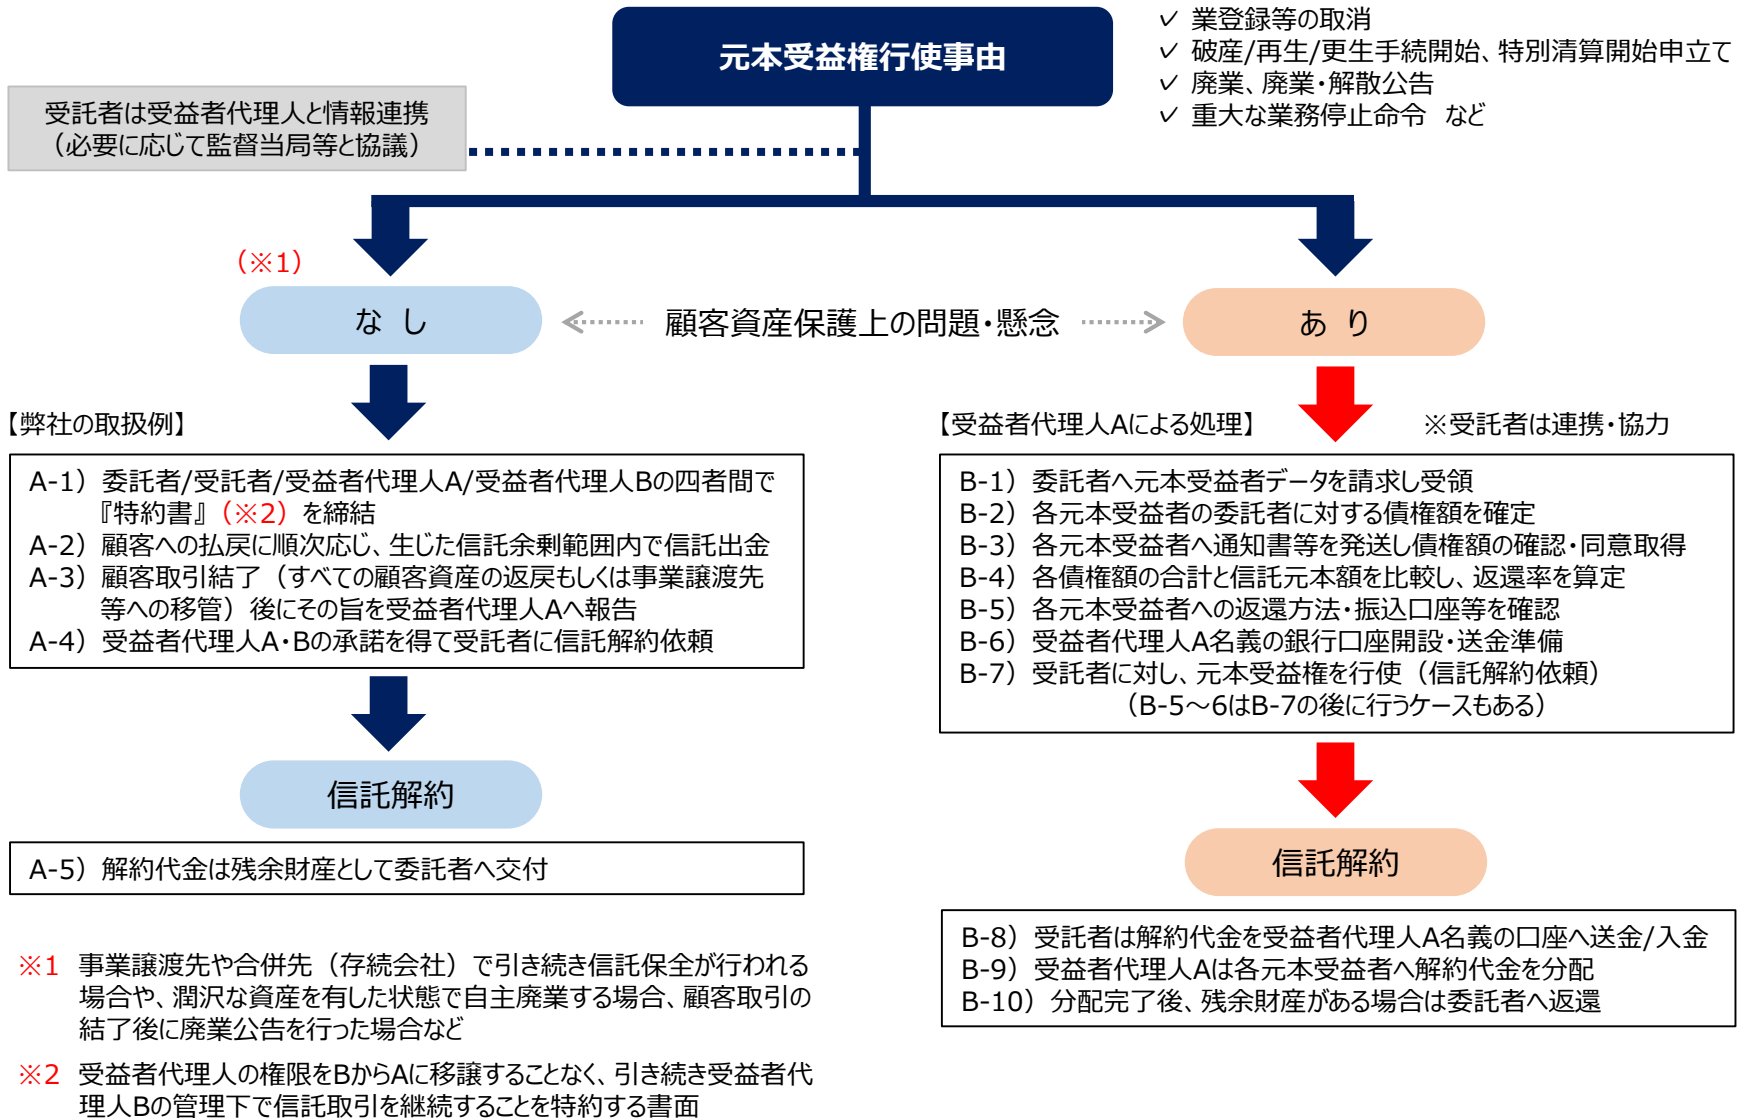 元本受益権行使事由
✓ 業登録等の取消
✓ 破産/再生/更生手続開始、特別清算開始申立て
✓ 廃業、廃業・解散公告
✓ 重大な業務停止命令 など
受託者は受益者代理人と情報連携
（必要に応じて監督当局等と協議）
（※1）
なし
顧客資産保護上の問題・懸念
あり
【弊社の取扱例】
A-1）委託者/受託者/受益者代理人A/受益者代理人Bの四者間で
『特約書』（※2）を締結
A-2）顧客への払戻に順次応じ、生じた信託余剰範囲内で信託出金
A-3）顧客取引結了（すべての顧客資産の返戻もしくは事業譲渡先
等への移管）後にその旨を受益者代理人Aへ報告
A-4）受益者代理人A・Bの承諾を得て受託者に信託解約依頼
信託解約
A-5）解約代金は残余財産として委託者へ交付
※1 事業譲渡先や合併先（存続会社）で引き続き信託保全が行われる
場合や、潤沢な資産を有した状態で自主廃業する場合、顧客取引の
結了後に廃業公告を行った場合など
※2 受益者代理人の権限をBからAに移譲することなく、引き続き受益者代
理人Bの管理下で信託取引を継続することを特約する書面
【受益者代理人Aによる処理】 ※受託者は連携・協力
B-1）委託者へ元本受益者データを請求し受領
B-2）各元本受益者の委託者に対する債権額を確定
B-3）各元本受益者へ通知書等を発送し債権額の確認・同意取得
B-4）各債権額の合計と信託元本額を比較し、返還率を算定
B-5）各元本受益者への返還方法・振込口座等を確認
B-6）受益者代理人A名義の銀行口座開設・送金準備
B-7）受託者に対し、元本受益権を行使（信託解約依頼）
（B-5～6はB-7の後に行うケースもある）
信託解約
B-8）受託者は解約代金を受益者代理人A名義の口座へ送金/入金
B-9）受益者代理人Aは各元本受益者へ解約代金を分配
B-10）分配完了後、残余財産がある場合は委託者へ返還